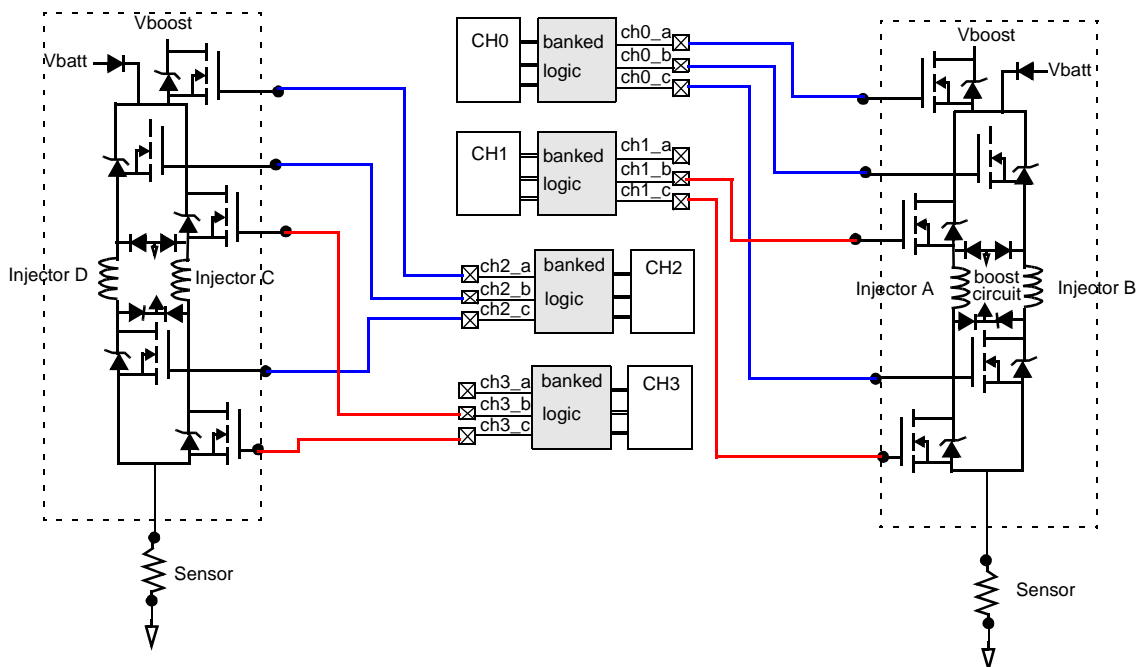 Vboost
Vbatt
Injector D
Injector C
Sensor
CH0
banked
logic
ch0_a
ch0_b
ch0_c
CH1
banked
logic
ch1_a
ch1_b
ch1_c
ch2_a
ch2_b
ch2_c
banked
logic
CH2
ch3_a
ch3_b
ch3_c
banked
logic
CH3
Vboost
Vbatt
Injector A
boost
circuit
Injector B
Sensor